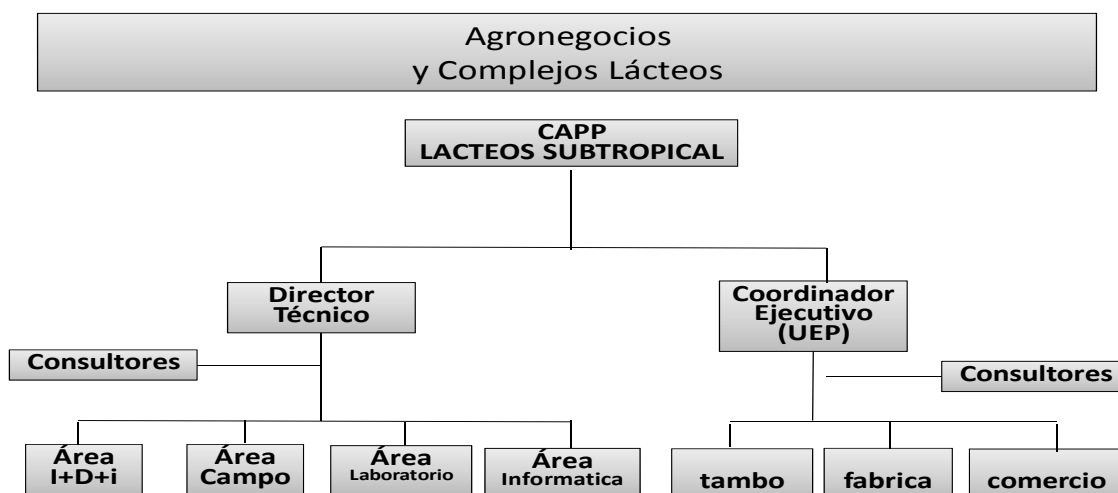 Agronegocios
y Complejos Lácteos
CAPP
LACTEOS SUBTROPICAL
Director
Técnico
Coordinador
Ejecutivo
(UEP)
Consultores
Consultores
Área
I+D+i
Área
Campo
Área
Laboratorio
Área
Informatica
tambo
fabrica
comercio